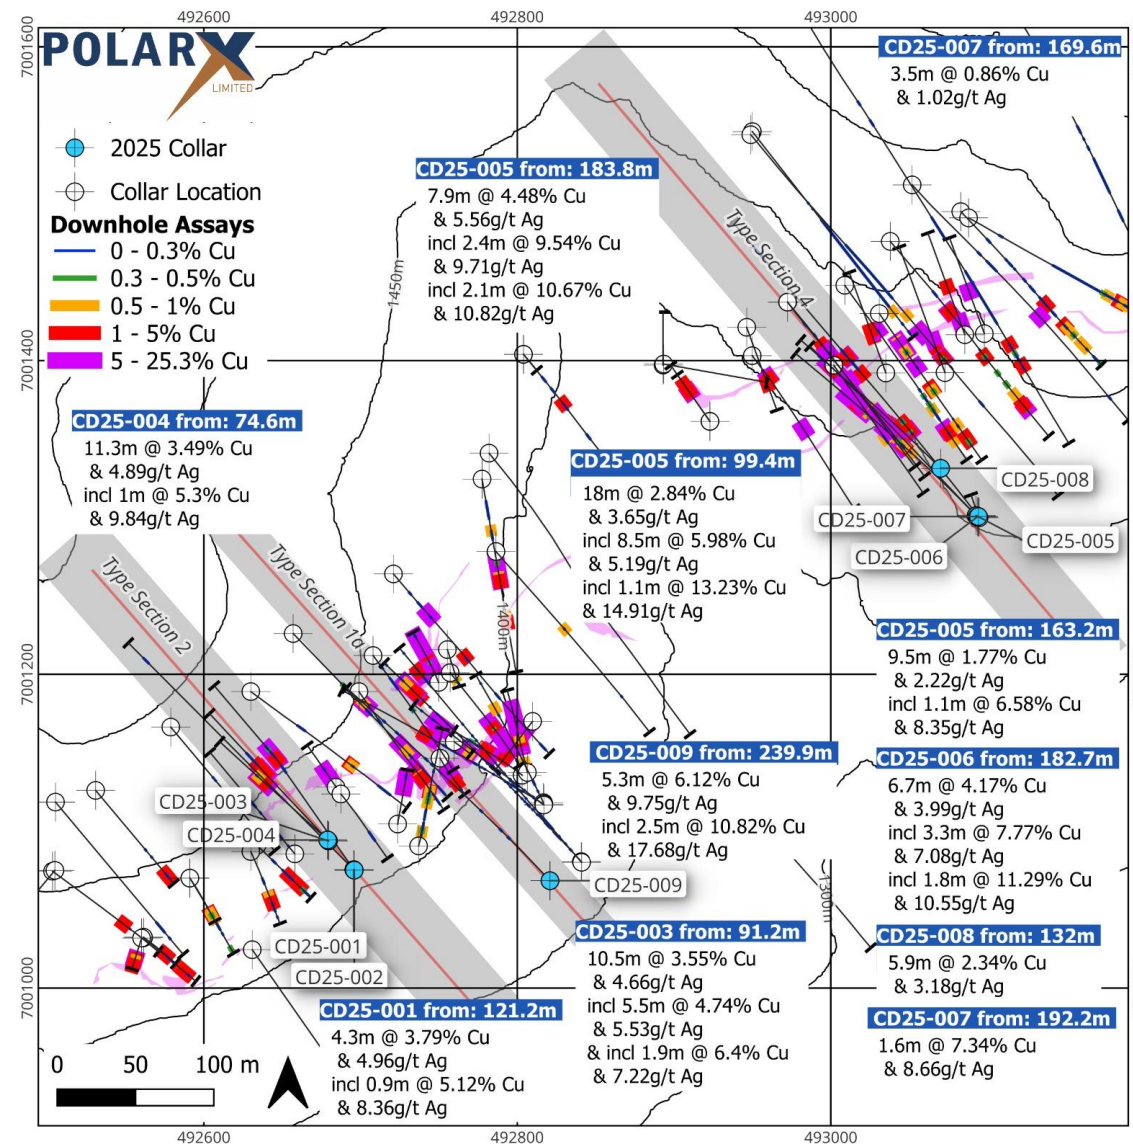 492600
492800
493000
7001600
7001400
7001200
7001000
POLARX
LIMITED
2025 Collar
Collar Location
Downhole Assays
0 - 0.3% Cu
0.3 - 0.5% Cu
0.5 - 1% Cu
1 - 5% Cu
5 - 25.3% Cu
CD25-007 from: 169.6m
3.5m @ 0.86% Cu
& 1.02g/t Ag
CD25-005 from: 183.8m
7.9m @ 4.48% Cu
& 5.56g/t Ag
incl 2.4m @ 9.54% Cu
& 9.71g/t Ag
incl 2.1m @ 10.67% Cu
& 10.82g/t Ag
Type Section 4
1450m
CD25-004 from: 74.6m
11.3m @ 3.49% Cu
& 4.89g/t Ag
incl 1m @ 5.3% Cu
& 9.84g/t Ag
CD25-005 from: 99.4m
18m @ 2.84% Cu
& 3.65g/t Ag
incl 8.5m @ 5.98% Cu
& 5.19g/t Ag
incl 1.1m @ 13.23% Cu
& 14.91g/t Ag
CD25-008
CD25-007
CD25-005
CD25-006
Type Section 2
Type Section 1a
1400m
CD25-005 from: 163.2m
9.5m @ 1.77% Cu
& 2.22g/t Ag
incl 1.1m @ 6.58% Cu
& 8.35g/t Ag
CD25-009 from: 239.9m
5.3m @ 6.12% Cu
& 9.75g/t Ag
incl 2.5m @ 10.82% Cu
& 17.68g/t Ag
CD25-006 from: 182.7m
6.7m @ 4.17% Cu
& 3.99g/t Ag
incl 3.3m @ 7.77% Cu
& 7.08g/t Ag
incl 1.8m @ 11.29% Cu
& 10.55g/t Ag
CD25-003
CD25-004
CD25-009
1300m
CD25-001
CD25-002
CD25-003 from: 91.2m
10.5m @ 3.55% Cu
& 4.66g/t Ag
incl 5.5m @ 4.74% Cu
& 5.53g/t Ag
& incl 1.9m @ 6.4% Cu
& 7.22g/t Ag
CD25-008 from: 132m
5.9m @ 2.34% Cu
& 3.18g/t Ag
CD25-001 from: 121.2m
4.3m @ 3.79% Cu
& 4.96g/t Ag
incl 0.9m @ 5.12% Cu
& 8.36g/t Ag
CD25-007 from: 192.2m
1.6m @ 7.34% Cu
& 8.66g/t Ag
0 50 100 m
492600
492800
493000